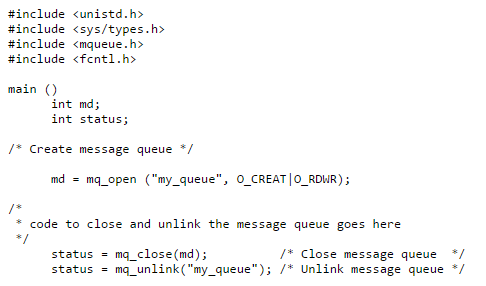 #include <unistd.h>
#include <sys/types.h>
#include <mqueue.h>
#include <fcntl.h>

main ()
      int md;
      int status;

/* Create message queue */

      md = mq_open ("my_queue", O_CREAT|O_RDWR);

/*
 * code to close and unlink the message queue goes here
 */
      status = mq_close(md);          /* Close message queue  */
      status = mq_unlink("my_queue"); /* Unlink message queue */